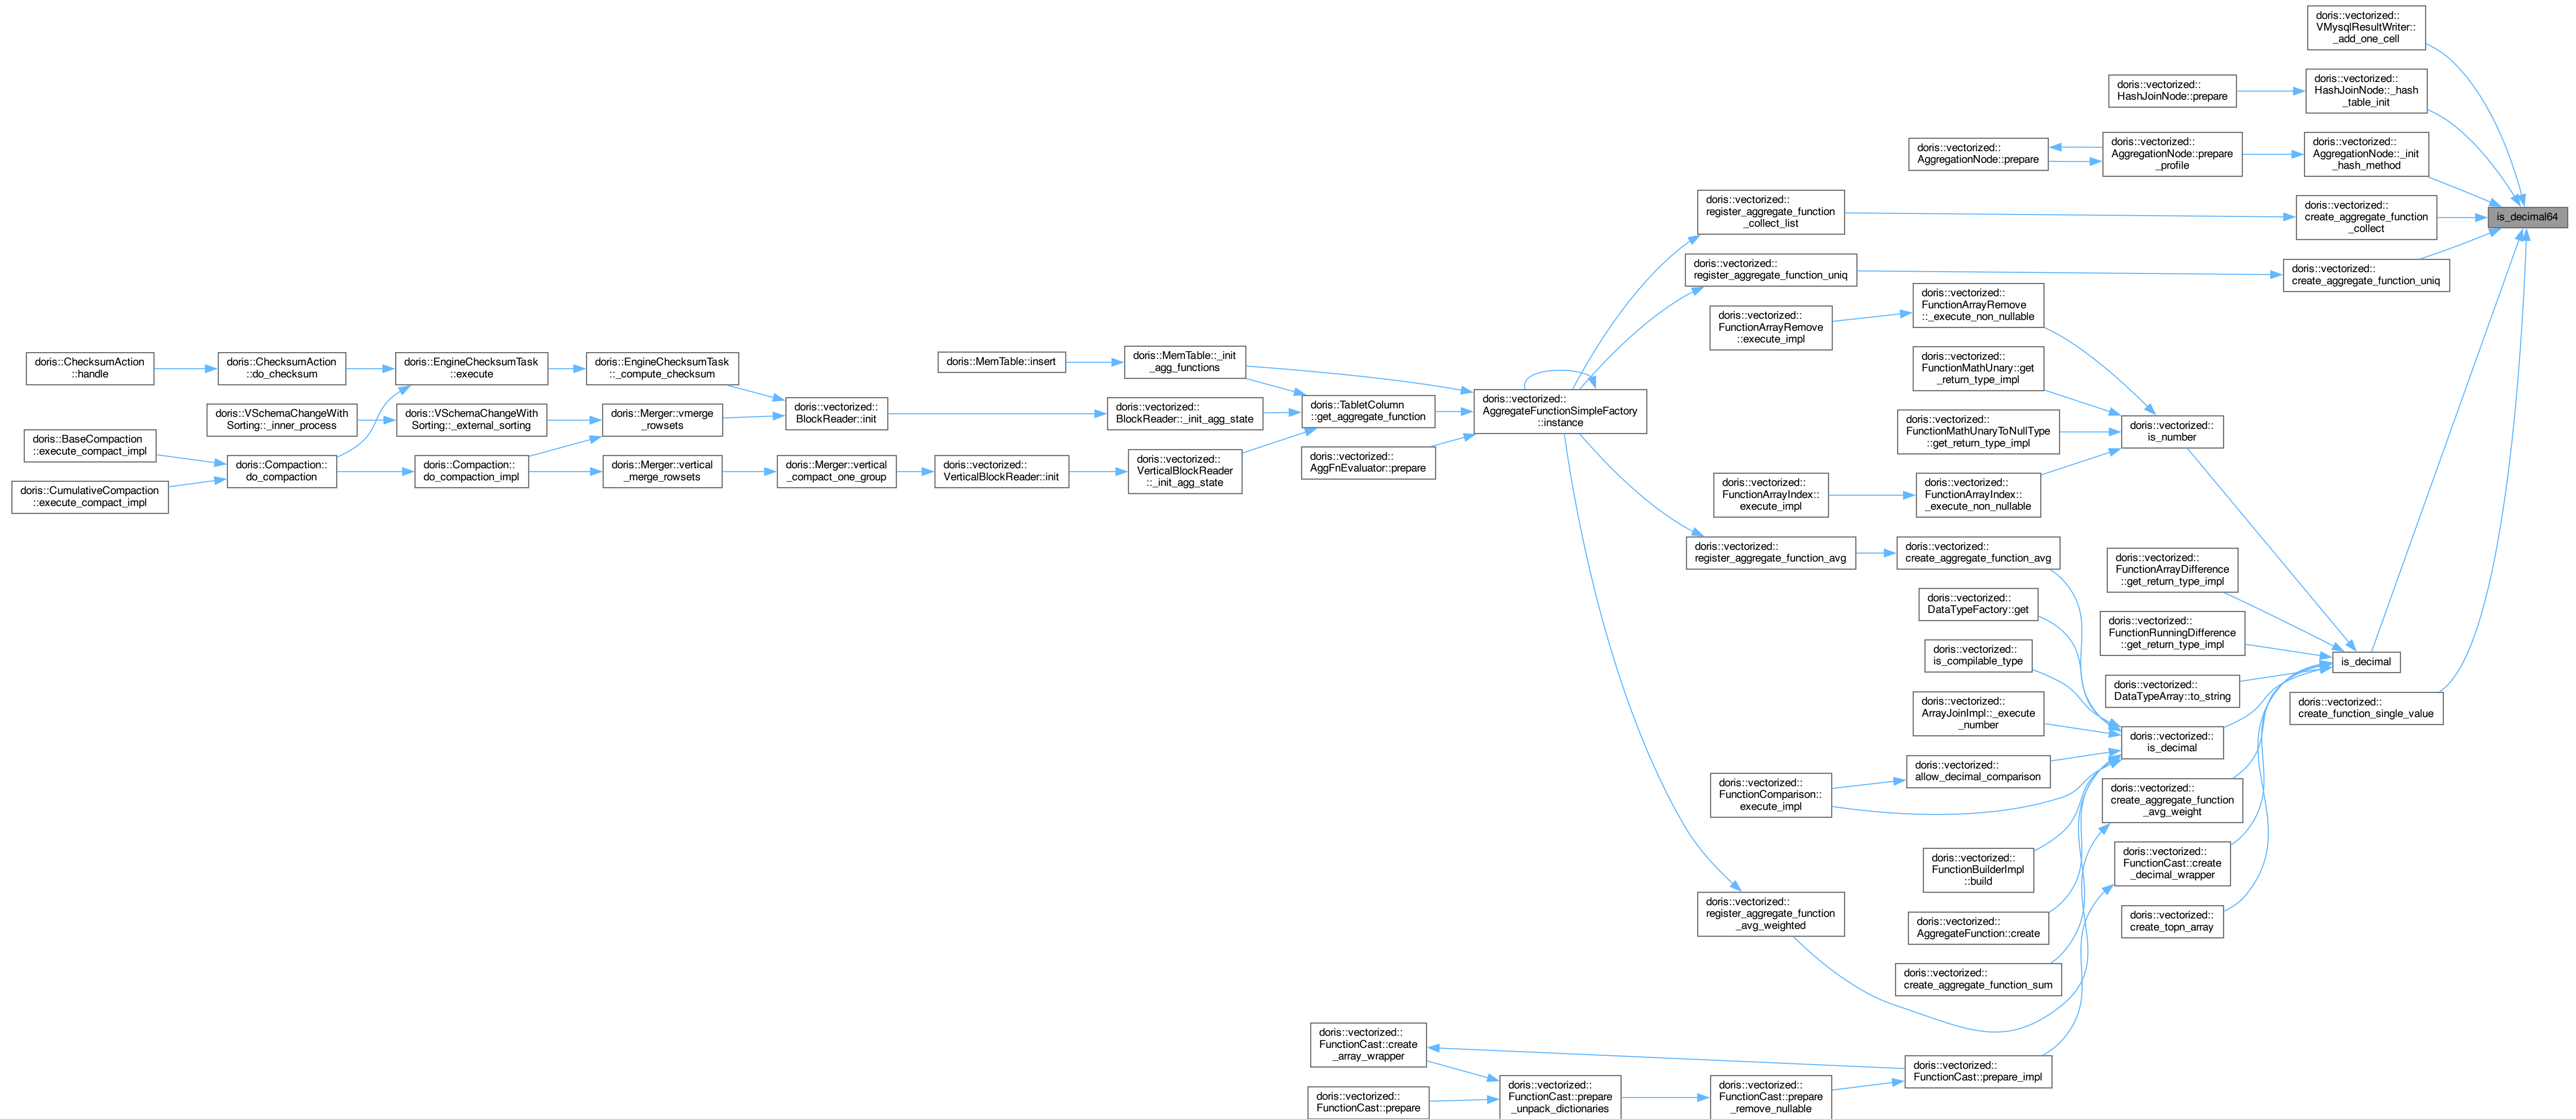 doris::vectorized::
VMysqlResultWriter::
_add_one_cell
doris::vectorized::
HashJoinNode::prepare
doris::vectorized::
HashJoinNode::_hash
_table_init
doris::vectorized::
AggregationNode::prepare
doris::vectorized::
AggregationNode::prepare
_profile
doris::vectorized::
AggregationNode::_init
_hash_method
doris::vectorized::
register_aggregate_function
_collect_list
doris::vectorized::
create_aggregate_function
_collect
is_decimal64
doris::vectorized::
register_aggregate_function_uniq
doris::vectorized::
create_aggregate_function_uniq
doris::vectorized::
FunctionArrayRemove
::execute_impl
doris::vectorized::
FunctionArrayRemove
::_execute_non_nullable
doris::ChecksumAction
::handle
doris::ChecksumAction
::do_checksum
doris::EngineChecksumTask
::execute
doris::EngineChecksumTask
::_compute_checksum
doris::MemTable::insert
doris::MemTable::_init
_agg_functions
doris::vectorized::
FunctionMathUnary::get
_return_type_impl
doris::VSchemaChangeWith
Sorting::_inner_process
doris::VSchemaChangeWith
Sorting::_external_sorting
doris::Merger::vmerge
_rowsets
doris::vectorized::
BlockReader::init
doris::vectorized::
BlockReader::_init_agg_state
doris::TabletColumn
::get_aggregate_function
doris::vectorized::
AggregateFunctionSimpleFactory
::instance
doris::vectorized::
FunctionMathUnaryToNullType
::get_return_type_impl
doris::vectorized::
is_number
doris::BaseCompaction
::execute_compact_impl
doris::CumulativeCompaction
::execute_compact_impl
doris::Compaction::
do_compaction
doris::Compaction::
do_compaction_impl
doris::Merger::vertical
_merge_rowsets
doris::Merger::vertical
_compact_one_group
doris::vectorized::
VerticalBlockReader::init
doris::vectorized::
VerticalBlockReader
::_init_agg_state
doris::vectorized::
AggFnEvaluator::prepare
doris::vectorized::
FunctionArrayIndex::
execute_impl
doris::vectorized::
FunctionArrayIndex::
_execute_non_nullable
doris::vectorized::
register_aggregate_function_avg
doris::vectorized::
create_aggregate_function_avg
doris::vectorized::
FunctionArrayDifference
::get_return_type_impl
doris::vectorized::
DataTypeFactory::get
doris::vectorized::
FunctionRunningDifference
::get_return_type_impl
doris::vectorized::
is_compilable_type
is_decimal
doris::vectorized::
DataTypeArray::to_string
doris::vectorized::
create_function_single_value
doris::vectorized::
ArrayJoinImpl::_execute
_number
doris::vectorized::
is_decimal
doris::vectorized::
allow_decimal_comparison
doris::vectorized::
FunctionComparison::
execute_impl
doris::vectorized::
create_aggregate_function
_avg_weight
doris::vectorized::
FunctionBuilderImpl
::build
doris::vectorized::
FunctionCast::create
_decimal_wrapper
doris::vectorized::
register_aggregate_function
_avg_weighted
doris::vectorized::
AggregateFunction::create
doris::vectorized::
create_topn_array
doris::vectorized::
create_aggregate_function_sum
doris::vectorized::
FunctionCast::create
_array_wrapper
doris::vectorized::
FunctionCast::prepare_impl
doris::vectorized::
FunctionCast::prepare
doris::vectorized::
FunctionCast::prepare
_unpack_dictionaries
doris::vectorized::
FunctionCast::prepare
_remove_nullable